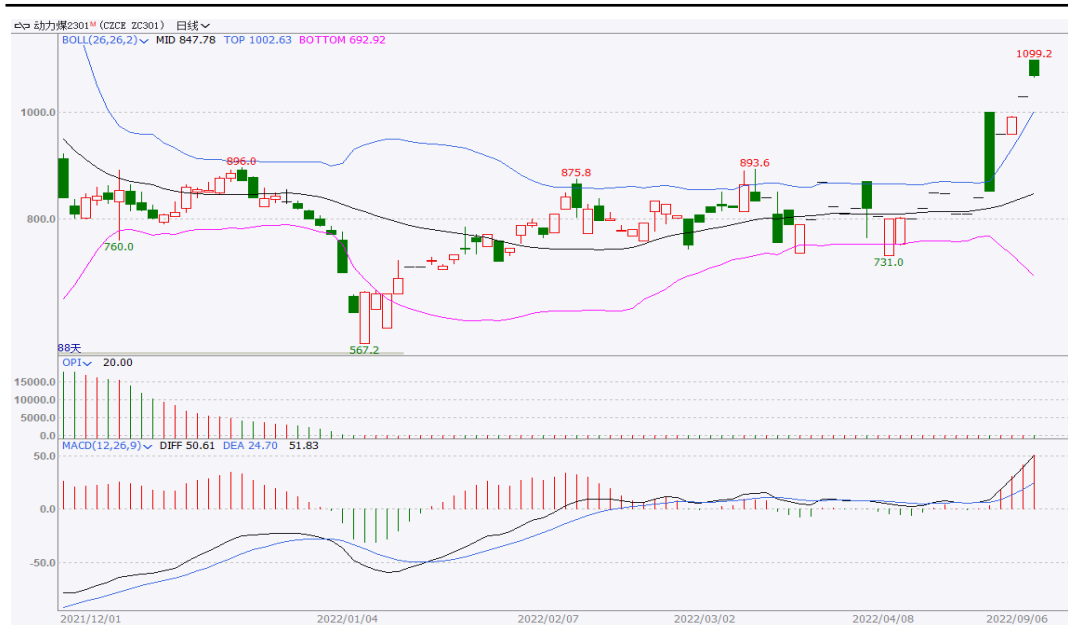 动力煤2301M (CZCE ZC301) 日线
BOLL(26,26,2) MID 847.78 TOP 1002.63 BOTTOM 692.92
1099.2
1000.0
896.0
875.8
893.6
800.0
760.0
731.0
567.2
88天
OPI 20.00
15000.0
10000.0
5000.0
0.0
MACD(12,26,9) DIFF 50.61 DEA 24.70 51.83
50.0
0.0
-50.0
2021/12/01 2022/01/04 2022/02/07 2022/03/02 2022/04/08 2022/09/06